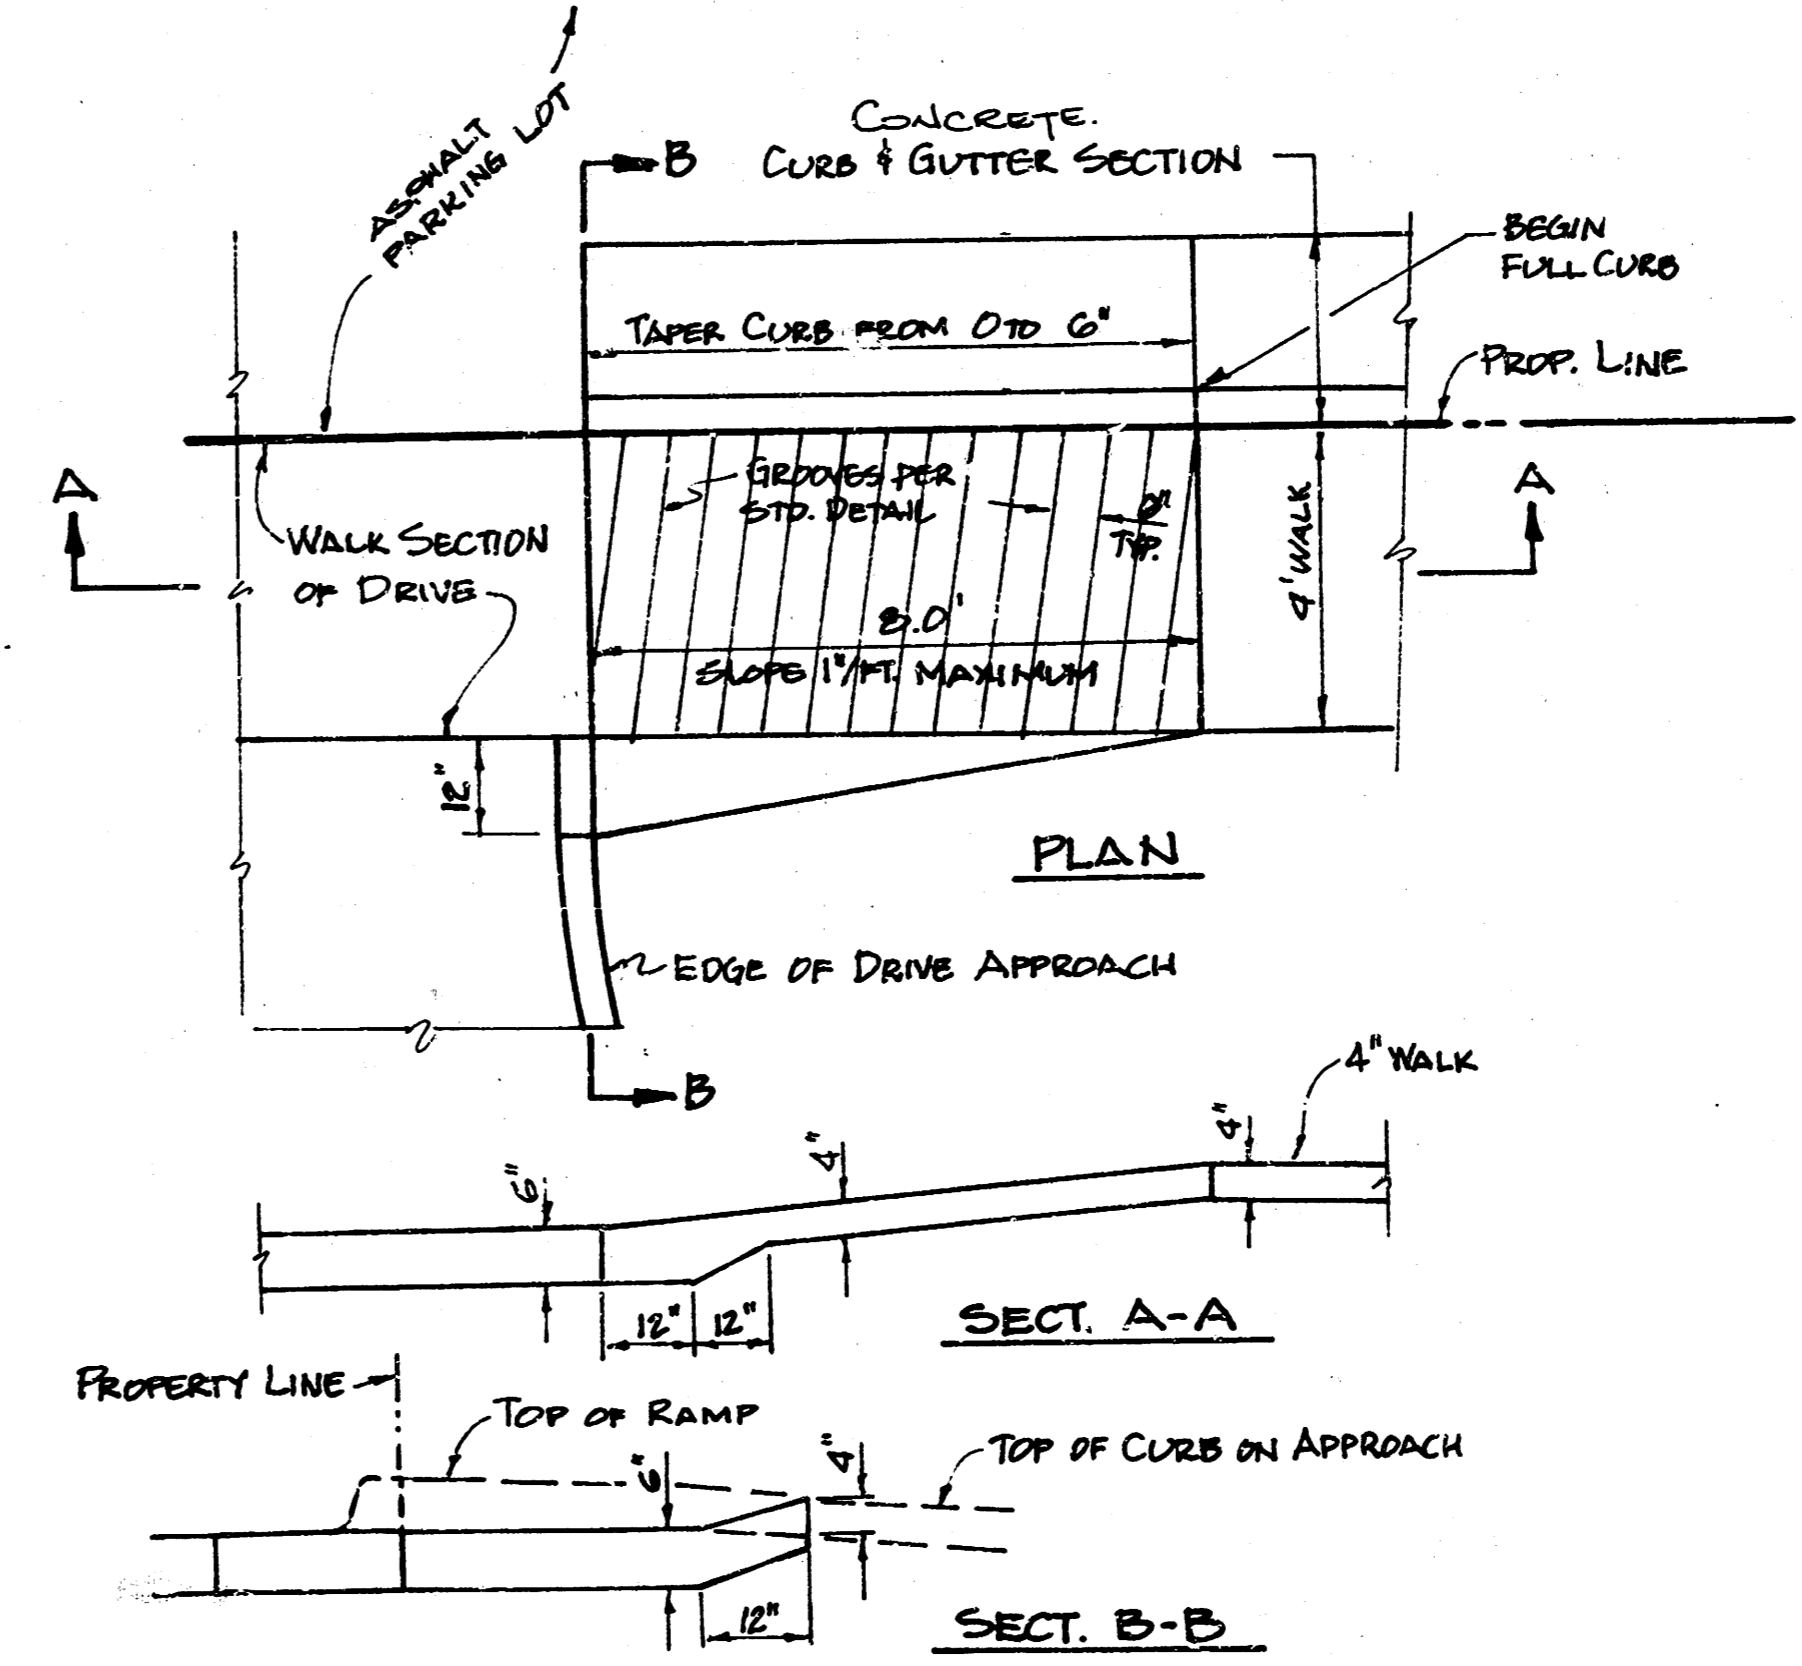 ASPHALT
PARKING LOT
CONCRETE.
B
CURB & GUTTER SECTION
BEGIN
FULL CURB
TAPER CURB FROM 0 TO 6"
PROP. LINE
A
GROOVES PER
STD. DETAIL
TYP.
A
WALK SECTION
OF DRIVE
4' WALK
8.0'
SLOPE 1"/FT. MAXIMUM
12"
PLAN
EDGE OF DRIVE APPROACH
B
4" WALK
6"
4"
4"
12"
12"
SECT. A-A
PROPERTY LINE
TOP OF RAMP
6"
4"
TOP OF CURB ON APPROACH
12"
SECT. B-B